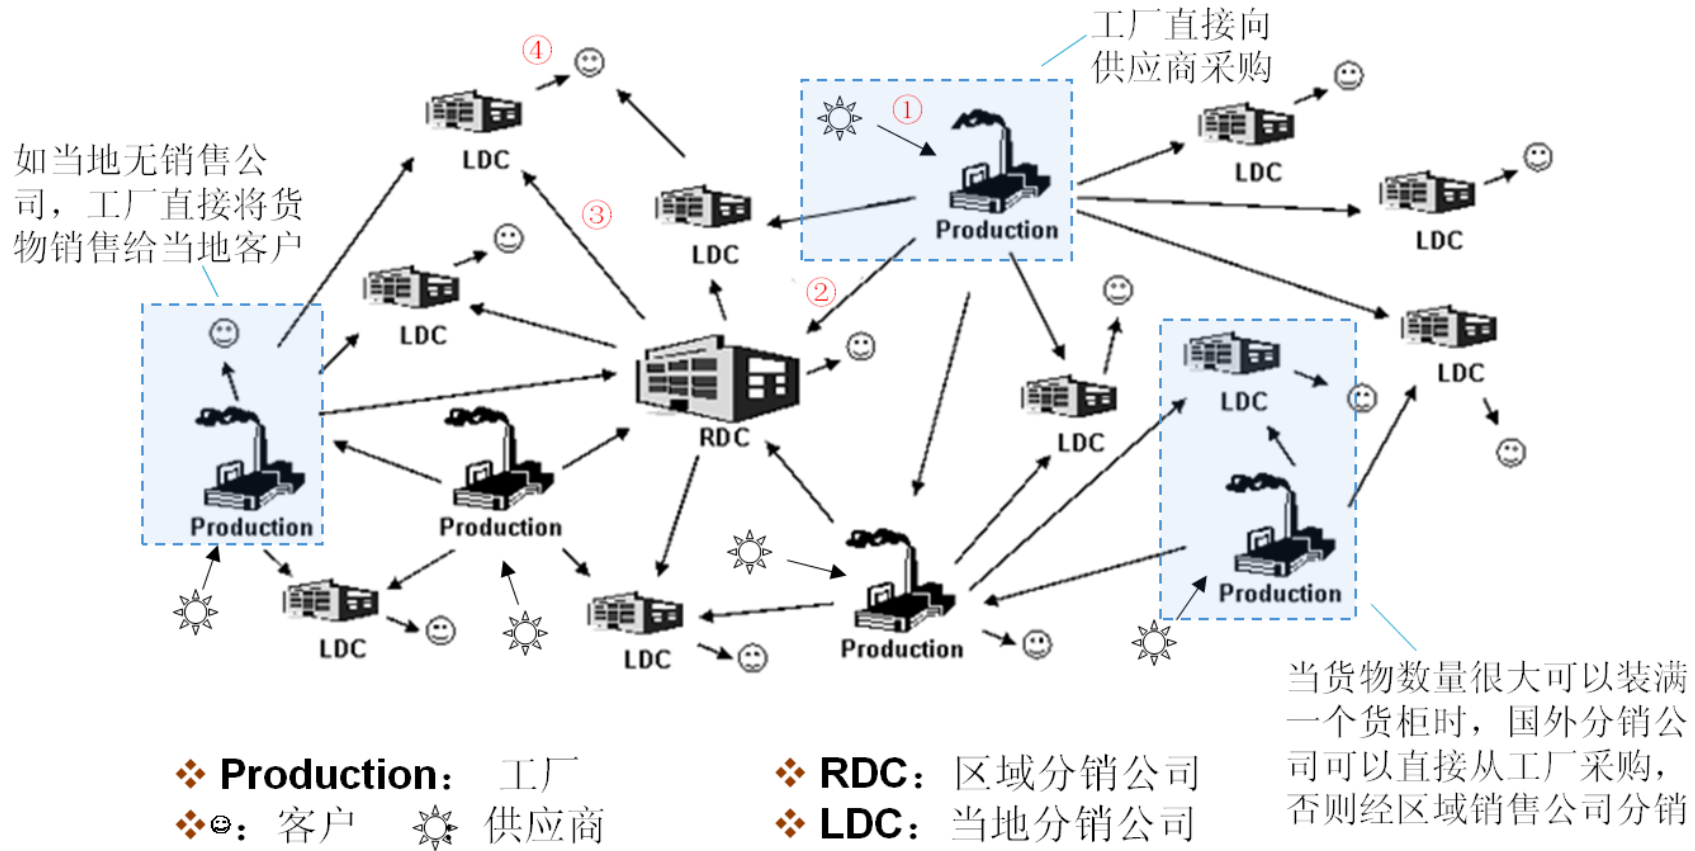 工厂直接向
供应商采购
④
①
LDC
LDC
如当地无销售公
司，工厂直接将货
物销售给当地客户
LDC
③
Production
LDC
LDC
②
LDC
LDC
RDC
LDC
LDC
Production
Production
Production
LDC
LDC
Production
当货物数量很大可以装满
一个货柜时，国外分销公
司可以直接从工厂采购，
否则经区域销售公司分销
Production： 工厂
RDC：区域分销公司
：客户
供应商
LDC：当地分销公司